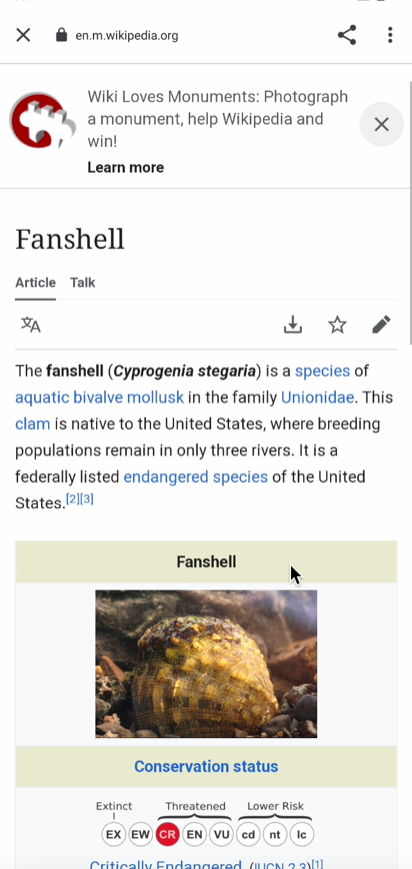 en.m.wikipedia.org
Wiki Loves Monuments: Photograph
a monument, help Wikipedia and
win!
Learn more
Fanshell
Article Talk
The fanshell (Cyprogenia stegaria) is a species of
aquatic bivalve mollusk in the family Unionidae. This
clam is native to the United States, where breeding
populations remain in only three rivers. It is a
federally listed endangered species of the United
States.[2][3]
Fanshell
Conservation status
Extinct Threatened Lower Risk
EX EW CR EN VU cd nt lc
Critically Endangered (IUCN 2.3)[1]